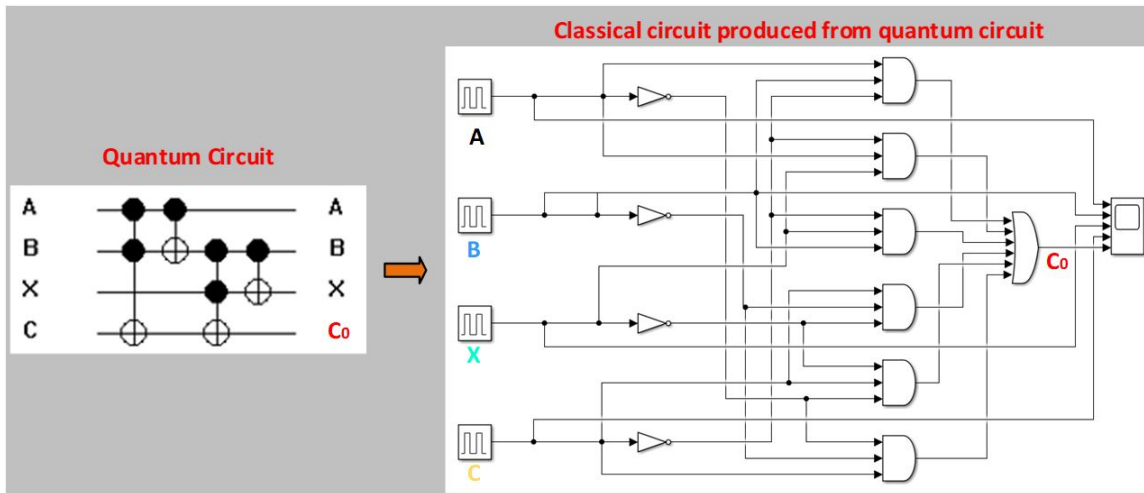 Classical circuit produced from quantum circuit
A
Quantum Circuit
A A
B B
X X
C C₀
B
C₀
X
C